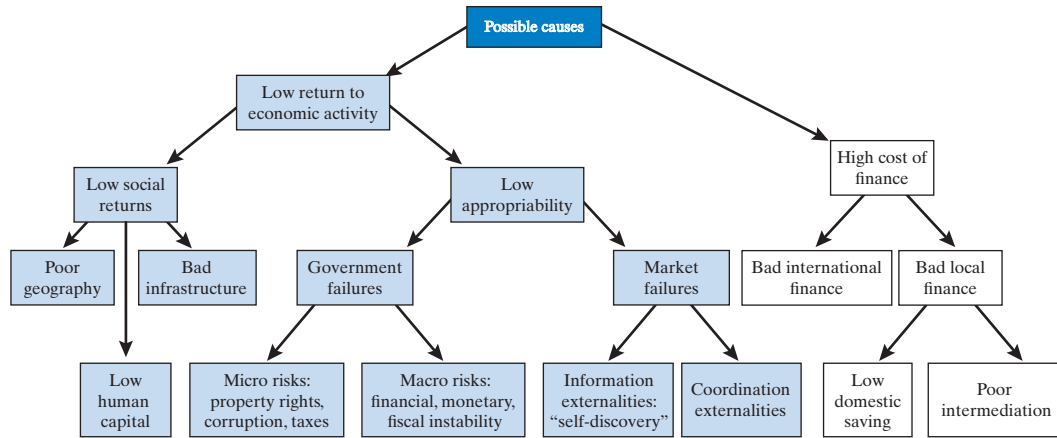 Possible causes
Low return to
economic activity
High cost of
finance
Low social
returns
Low
appropriability
Poor
geography
Bad
infrastructure
Government
failures
Market
failures
Bad international
finance
Bad local
finance
Low
human
capital
Micro risks:
property rights,
corruption, taxes
Macro risks:
financial, monetary,
fiscal instability
Information
externalities:
“self-discovery”
Coordination
externalities
Low
domestic
saving
Poor
intermediation